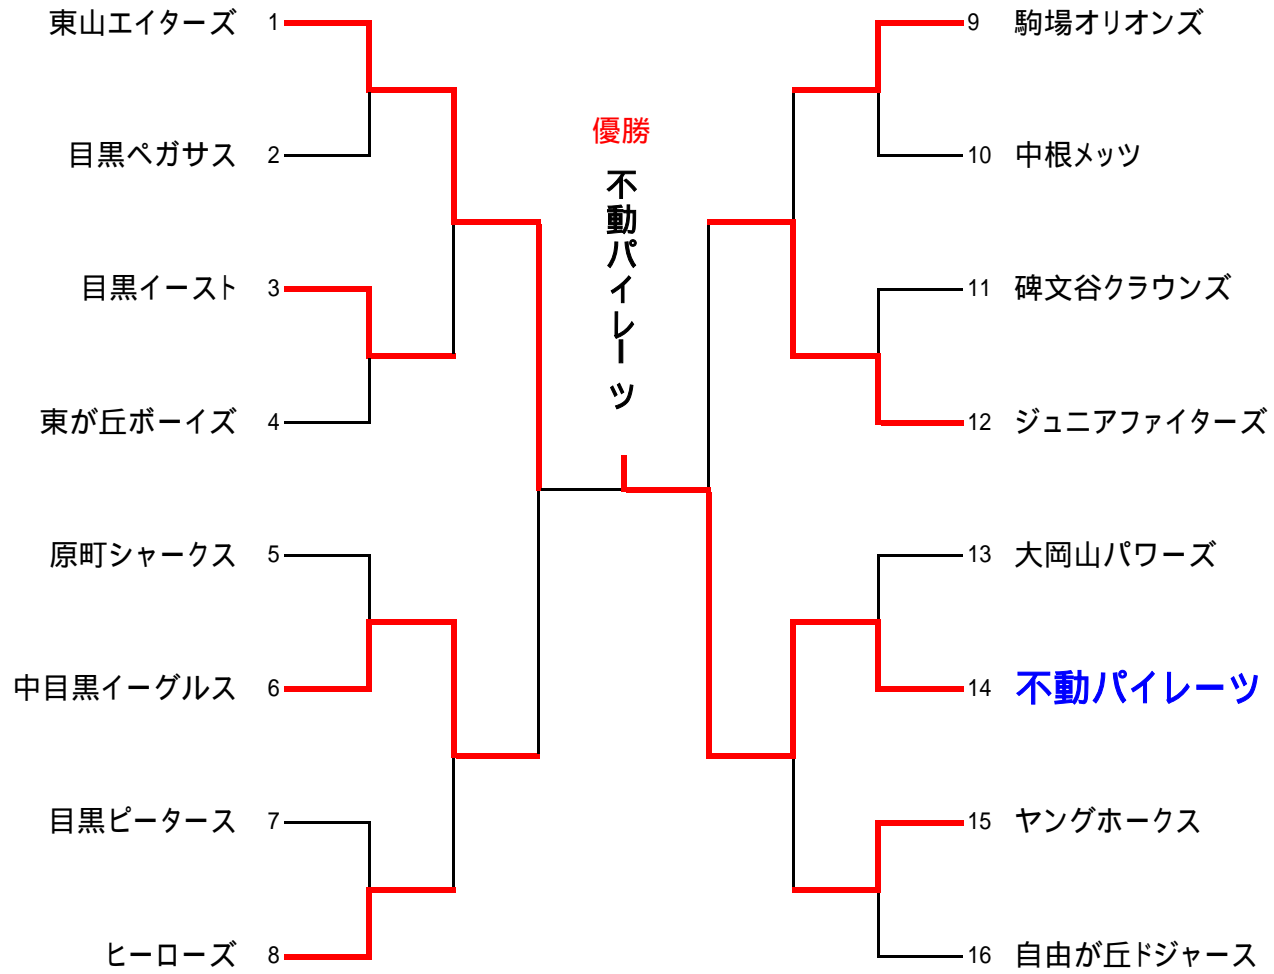 東山エイターズ 1
目黒ペガサス 2
目黒イースト 3
東が丘ボーイズ 4
原町シャークス 5
中目黒イーグルス 6
目黒ピータース 7
ヒーローズ 8
優勝
不動パイレーツ
9 駒場オリオンズ
10 中根メッツ
11 碑文谷クラウンズ
12 ジュニアファイターズ
13 大岡山パワーズ
14 不動パイレーツ
15 ヤングホークス
16 自由が丘ドジャース